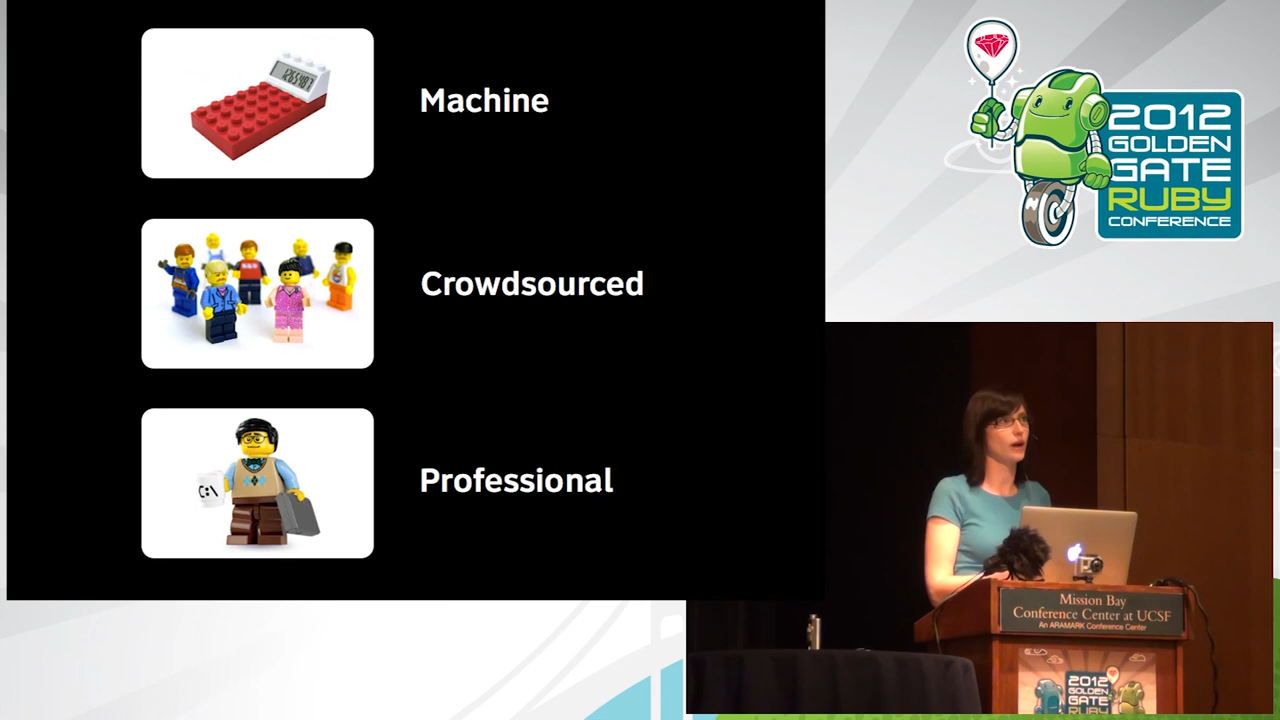 Machine
Crowdsourced
C:\
Professional
2012
GOLDEN
GATE
RUBY
CONFERENCE
Mission Bay
Conference Center at UCSF
An ARAMARK Conference Center
2012
GOLDEN
GATE
RUBY